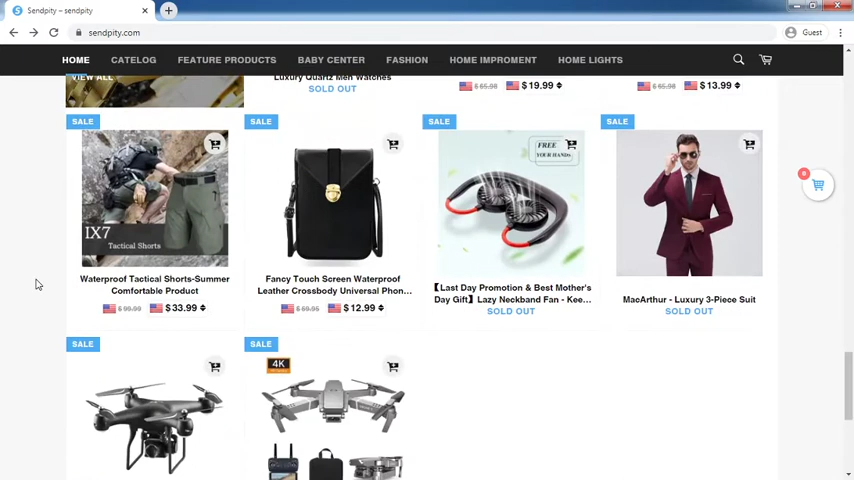 Sendpity – sendpity
sendpity.com
Guest
HOME
CATELOG
FEATURE PRODUCTS
BABY CENTER
FASHION
HOME IMPROMENT
HOME LIGHTS
VIEW ALL
Luxury Quartz Men Watches
SOLD OUT
$ 65.98 $ 19.99
$ 65.98 $ 13.99
0
SALE
SALE
SALE
SALE
IX7
Tactical Shorts
FREE
YOUR HANDS
Waterproof Tactical Shorts-Summer
Comfortable Product
$ 99.99 $ 33.99
Fancy Touch Screen Waterproof
Leather Crossbody Universal Phon...
$ 69.95 $ 12.99
【Last Day Promotion & Best Mother's
Day Gift】Lazy Neckband Fan - Kee...
SOLD OUT
MacArthur - Luxury 3-Piece Suit
SOLD OUT
SALE
SALE
4K